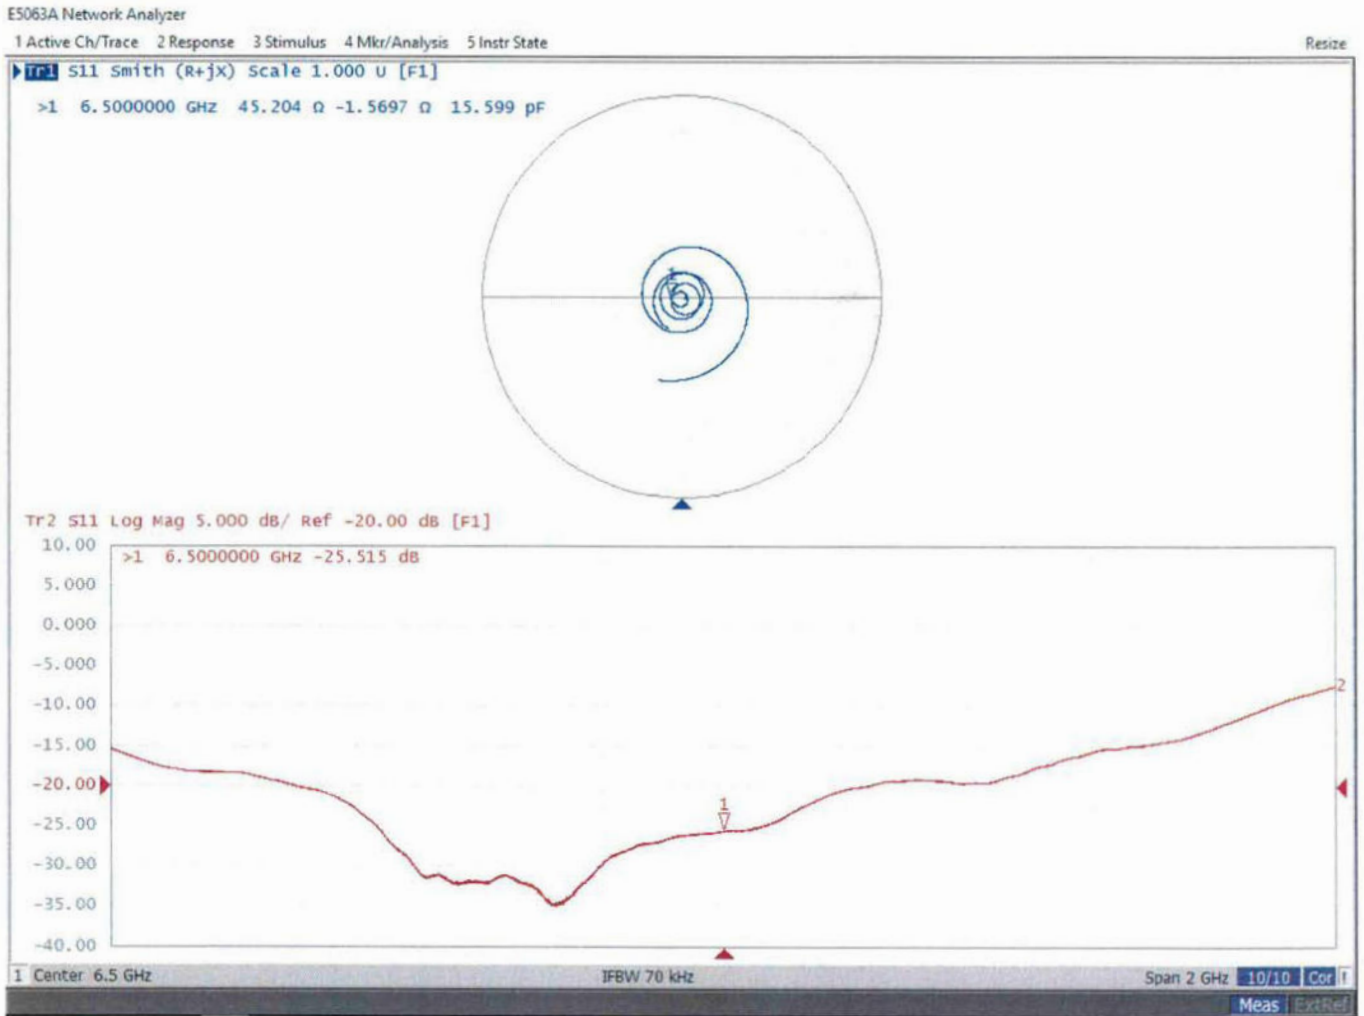 E5063A Network Analyzer
1 Active Ch/Trace 2 Response 3 Stimulus 4 Mkr/Analysis 5 Instr State Resize
Tr1 S11 Smith (R+jX) Scale 1.000 U [F1]
>1 6.5000000 GHz 45.204 Ω -1.5697 Ω 15.599 pF
1
Tr2 S11 Log Mag 5.000 dB/ Ref -20.00 dB [F1]
10.00
>1 6.5000000 GHz -25.515 dB
5.000
0.000
-5.000
2
-10.00
-15.00
-20.00
1
-25.00
-30.00
-35.00
-40.00
1 Center 6.5 GHz IFBW 70 kHz Span 2 GHz 10/10 Cor !
Meas ExtRef